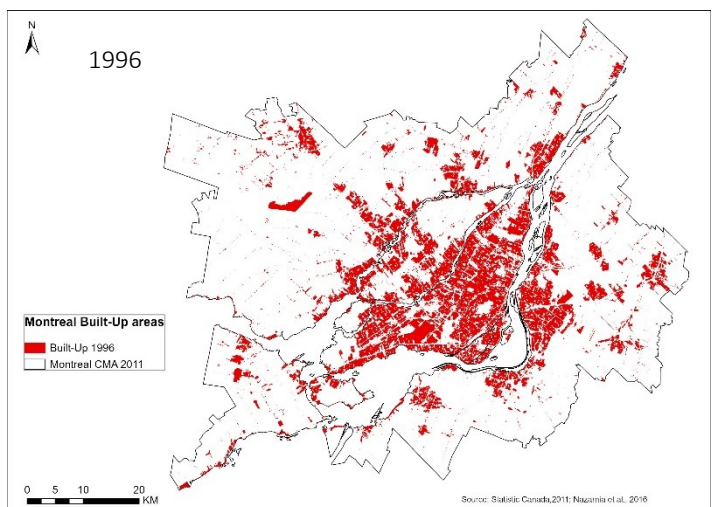 N
1996
Montreal Built-Up areas
Built-Up 1996
Montreal CMA 2011
0 5 10 20
KM
Source: Statistic Canada,2011; Nazarnia et al., 2016